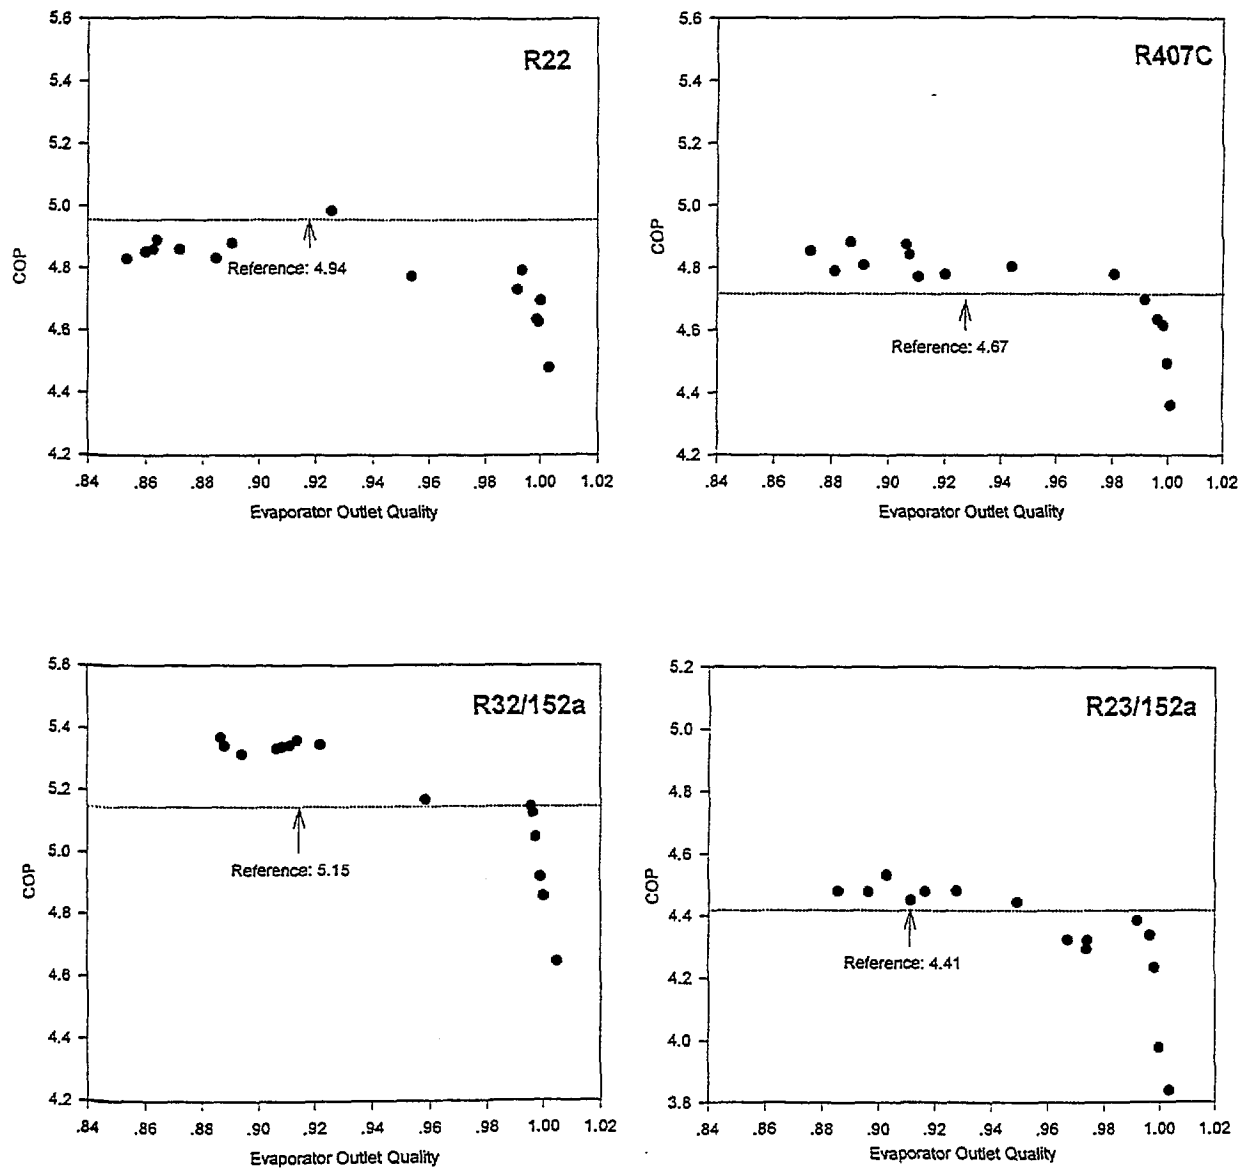 R22
5.6
5.4
5.2
5.0
4.8
4.6
4.4
4.2
COP
Reference: 4.94
.84 .86 .88 .90 .92 .94 .96 .98 1.00 1.02
Evaporator Outlet Quality
R407C
5.6
5.4
5.2
5.0
4.8
4.6
4.4
4.2
COP
Reference: 4.67
.84 .86 .88 .90 .92 .94 .96 .98 1.00 1.02
Evaporator Outlet Quality
R32/152a
5.8
5.4
5.2
5.0
4.8
4.6
4.4
4.2
COP
Reference: 5.15
.84 .86 .88 .90 .92 .94 .96 .98 1.00 1.02
Evaporator Outlet Quality
R23/152a
5.2
5.0
4.8
4.6
4.4
4.2
4.0
3.8
COP
Reference: 4.41
.84 .86 .88 .90 .92 .94 .96 .98 1.00 1.02
Evaporator Outlet Quality